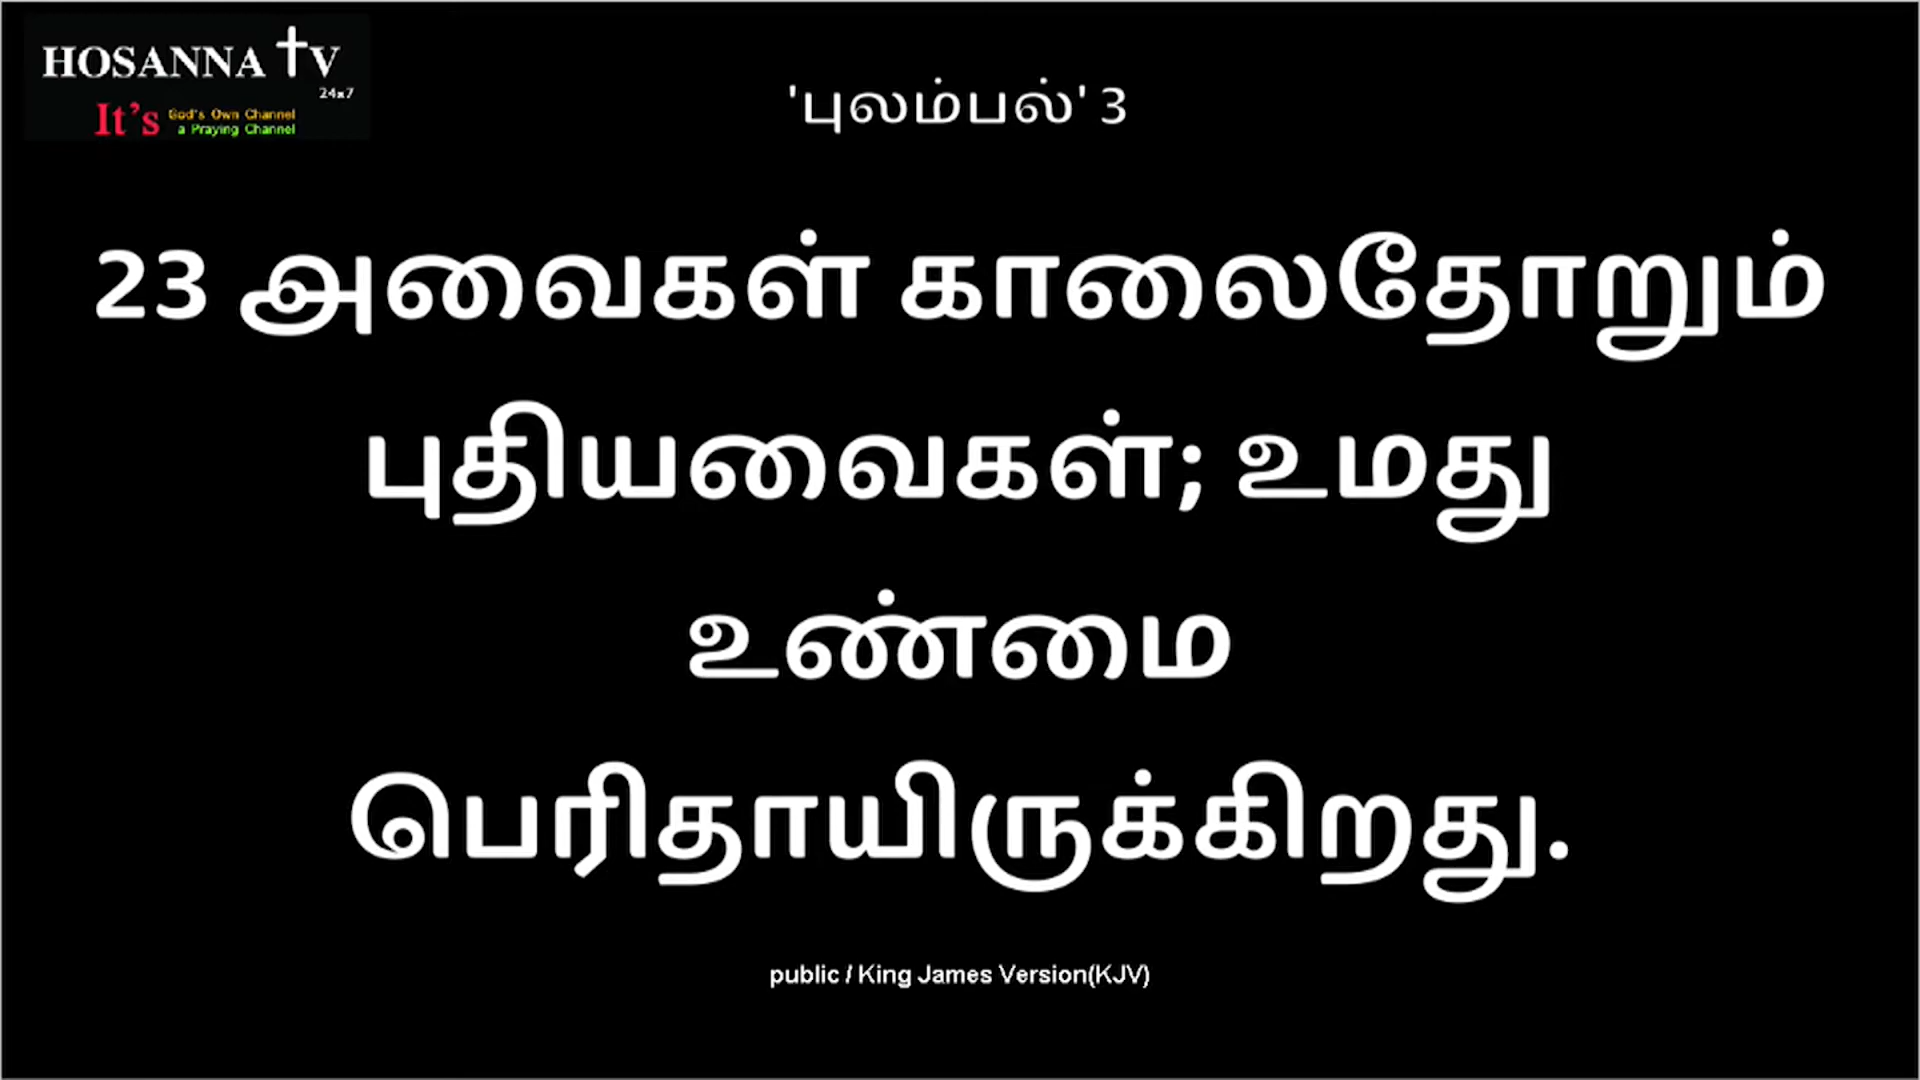 HOSANNA TV
24x7
It's God's Own Channel
a Praying Channel
'புலம்பல்' 3
23 அவைகள் காலைதோறும்
புதியவைகள்; உமது
உண்மை
பெரிதாயிருக்கிறது.
public / King James Version(KJV)